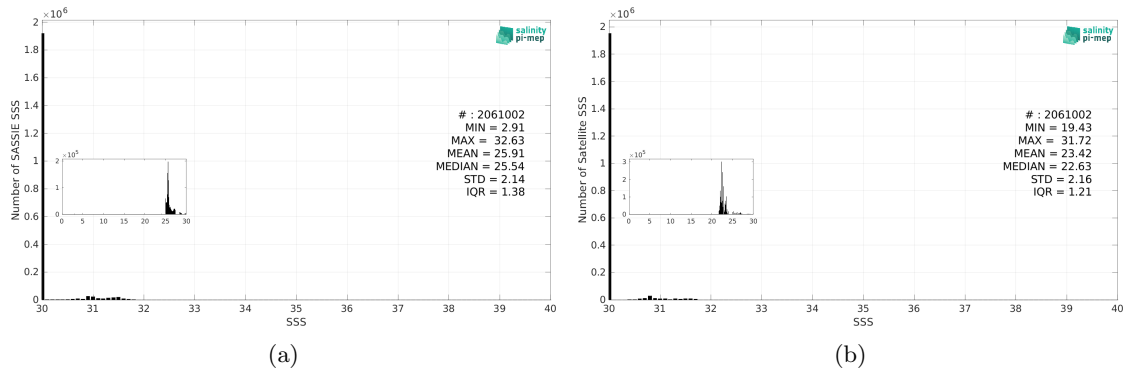 ×10⁶
2
1.8
1.6
1.4
1.2
1
0.8
0.6
0.4
0.2
0
Number of SASSIE SSS
salinity
pi-mep
# : 2061002
MIN = 2.91
MAX = 32.63
MEAN = 25.91
MEDIAN = 25.54
STD = 2.14
IQR = 1.38
×10⁵
2
1
0
0 5 10 15 20 25 30
30 31 32 33 34 35 36 37 38 39 40
SSS
(a)
×10⁶
2
1.8
1.6
1.4
1.2
1
0.8
0.6
0.4
0.2
0
Number of Satellite SSS
salinity
pi-mep
# : 2061002
MIN = 19.43
MAX = 31.72
MEAN = 23.42
MEDIAN = 22.63
STD = 2.16
IQR = 1.21
×10⁵
3
2
1
0
0 5 10 15 20 25 30
30 31 32 33 34 35 36 37 38 39 40
SSS
(b)